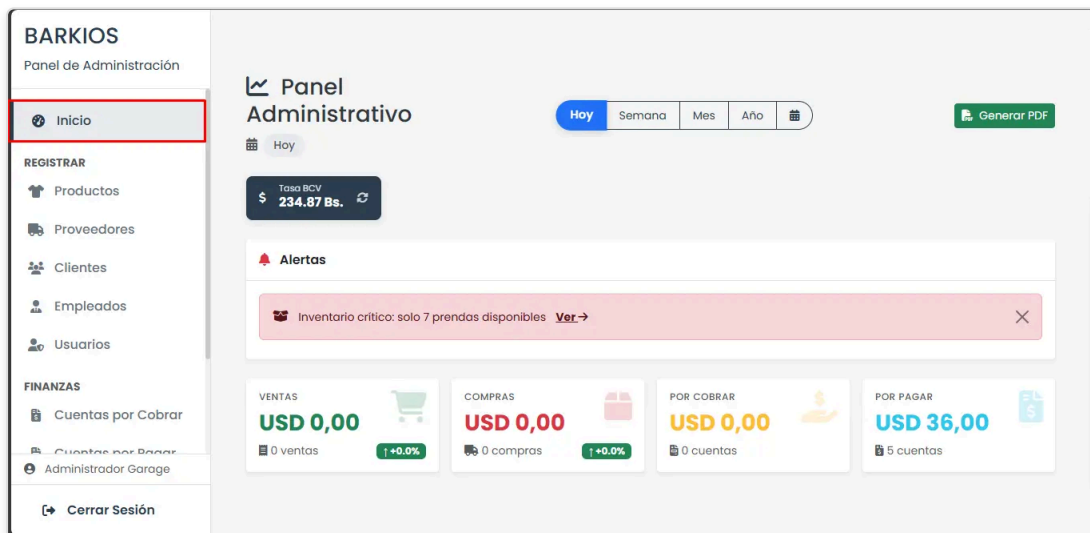 BARKIOS
Panel de Administración
Inicio
REGISTRAR
Productos
Proveedores
Clientes
Empleados
Usuarios
FINANZAS
Cuentas por Cobrar
Cuentas por Pagar
Administrador Garage
Cerrar Sesión
Panel
Administrativo
Hoy
Hoy
Semana
Mes
Año
Generar PDF
$ Tasa BCV
234.87 Bs.
Alertas
Inventario crítico: solo 7 prendas disponibles Ver→
VENTAS
USD 0,00
0 ventas ↑+0.0%
COMPRAS
USD 0,00
0 compras ↑+0.0%
POR COBRAR
USD 0,00
0 cuentas
POR PAGAR
USD 36,00
5 cuentas